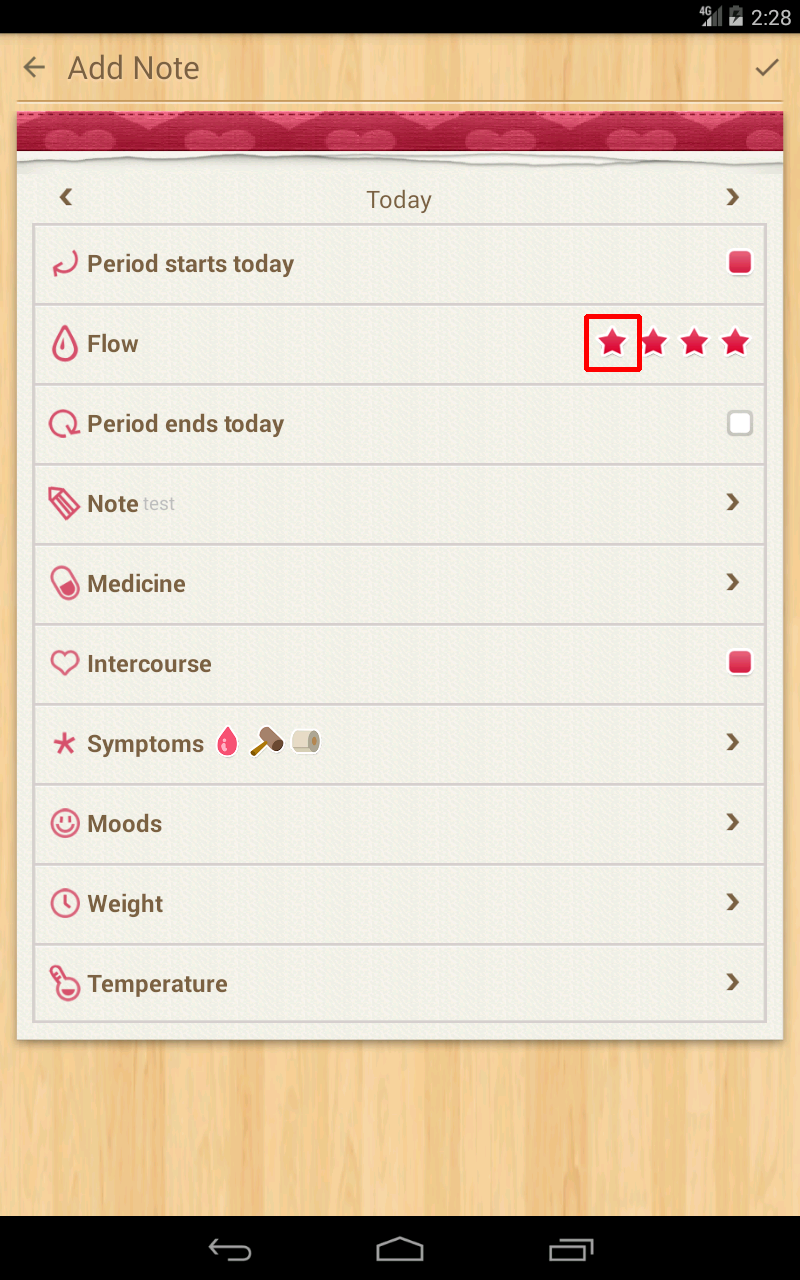 4G 2:28
Add Note
Today
Period starts today
Flow
Period ends today
Note test
Medicine
Intercourse
Symptoms
Moods
Weight
Temperature